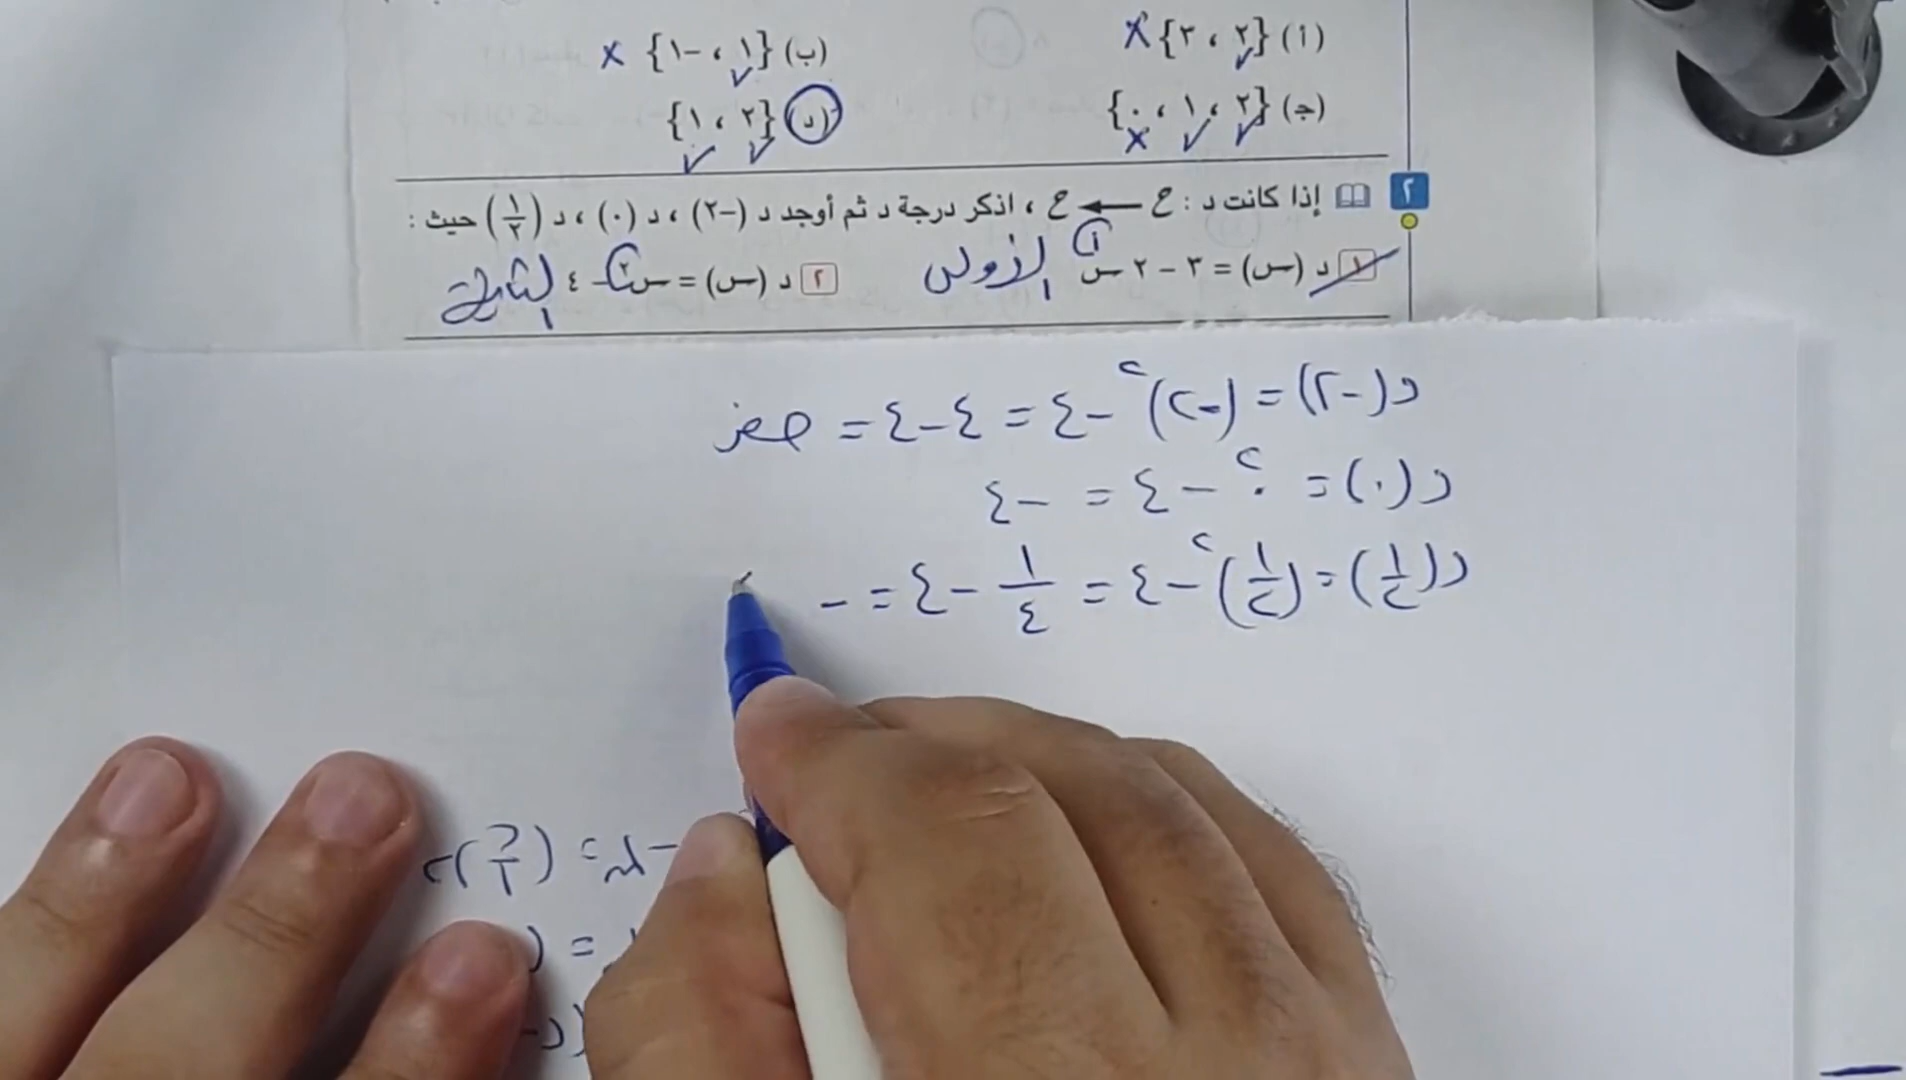 (أ) {٢ ، ٣} × (ب) {١ ، -١} ×
(ج) {٢ ، ١ ، ٠} × (د) {٢ ، ١}
٢ إذا كانت د : ح ← ح ، اذكر درجة د ثم أوجد د (-٢) ، د (٠) ، د (١/٢) حيث :
١ د (س) = ٣ - ٢ س الأولى ٢ د (س) = س٢ - ٤ الثانية
د(-٢) = (-٢)٢ - ٤ = ٤ - ٤ = صفر
د(٠) = ٠٢ - ٤ = -٤
د(١/٢) = (١/٢)٢ - ٤ = ١/٤ - ٤ = -